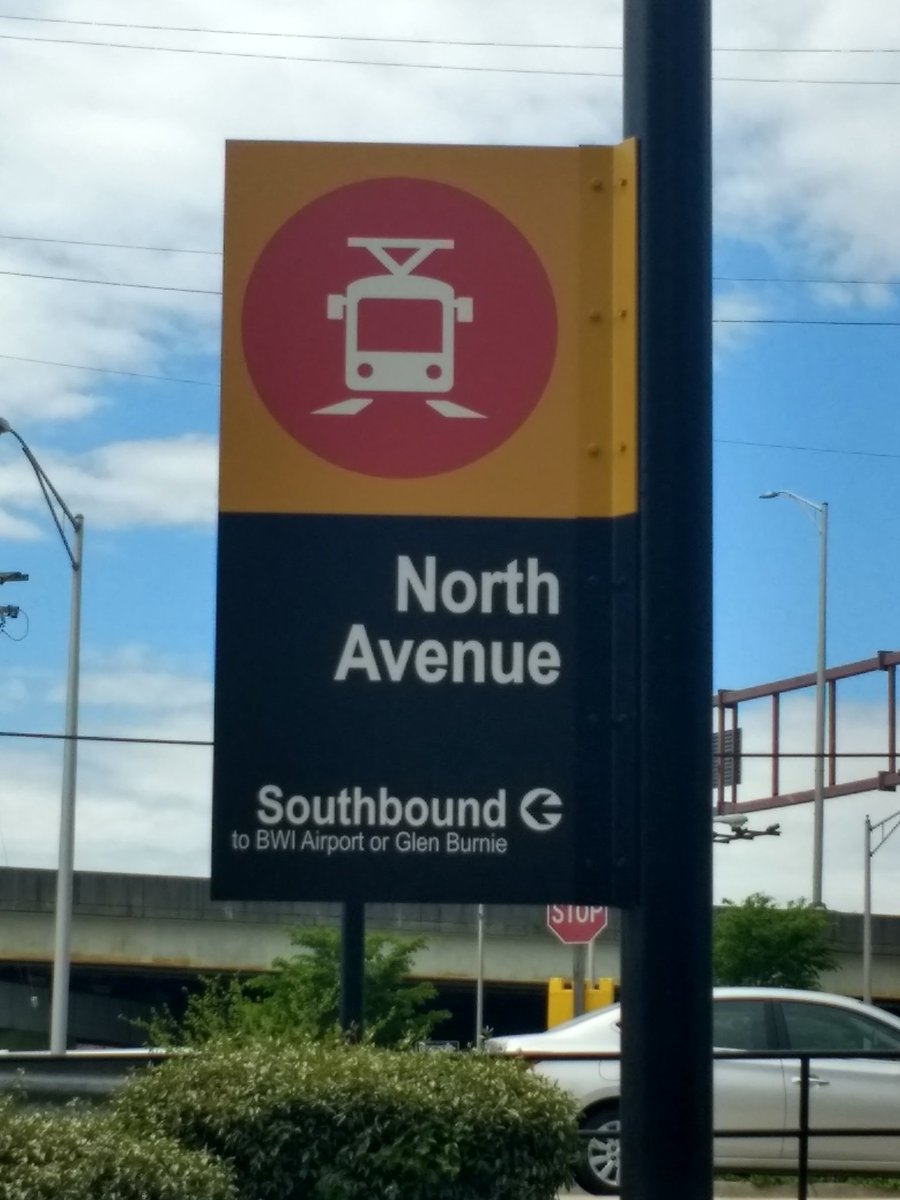 North
Avenue
Southbound
to BWI Airport or Glen Burnie
STOP